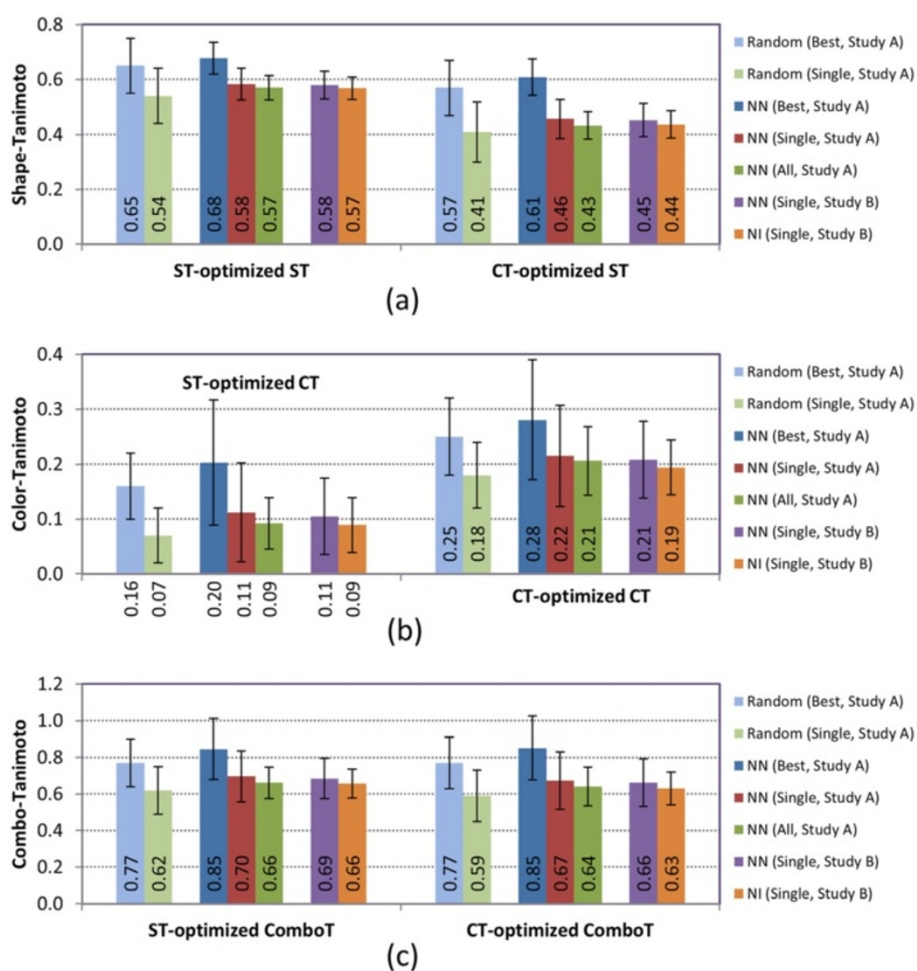 Shape-Tanimoto
0.8
0.6
0.4
0.2
0.0
0.65
0.54
0.68
0.58
0.57
0.58
0.57
0.57
0.41
0.61
0.46
0.43
0.45
0.44
ST-optimized ST
CT-optimized ST
Random (Best, Study A)
Random (Single, Study A)
NN (Best, Study A)
NN (Single, Study A)
NN (All, Study A)
NN (Single, Study B)
NI (Single, Study B)
(a)
Color-Tanimoto
0.4
0.3
0.2
0.1
0.0
ST-optimized CT
0.16
0.07
0.20
0.11
0.09
0.11
0.09
0.25
0.18
0.28
0.22
0.21
0.21
0.19
CT-optimized CT
Random (Best, Study A)
Random (Single, Study A)
NN (Best, Study A)
NN (Single, Study A)
NN (All, Study A)
NN (Single, Study B)
NI (Single, Study B)
(b)
Combo-Tanimoto
1.2
1.0
0.8
0.6
0.4
0.2
0.0
0.77
0.62
0.85
0.70
0.66
0.69
0.66
0.77
0.59
0.85
0.67
0.64
0.66
0.63
ST-optimized ComboT
CT-optimized ComboT
Random (Best, Study A)
Random (Single, Study A)
NN (Best, Study A)
NN (Single, Study A)
NN (All, Study A)
NN (Single, Study B)
NI (Single, Study B)
(c)